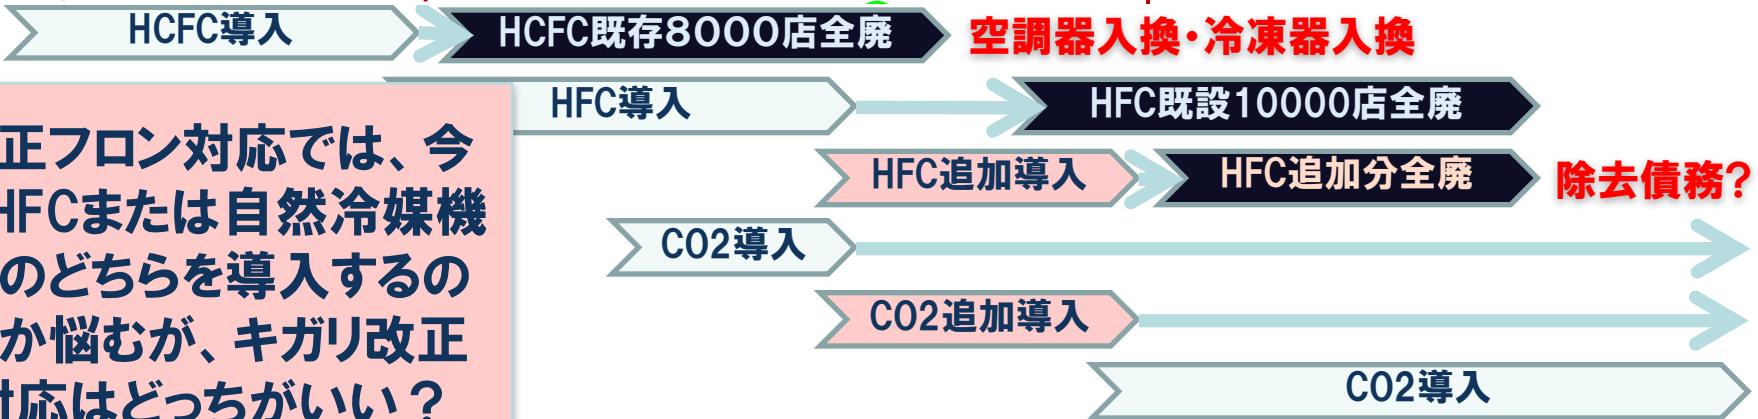 HCFC導入
HCFC既存8000店全廃
空調器入換・冷凍器入換
HFC導入
HFC既設10000店全廃
正フロン対応では、今
HFCまたは自然冷媒機
のどちらを導入するの
か悩むが、キガリ改正
対応はどっちがいい？
HFC追加導入
HFC追加分全廃
除去債務?
CO2導入
CO2追加導入
CO2導入